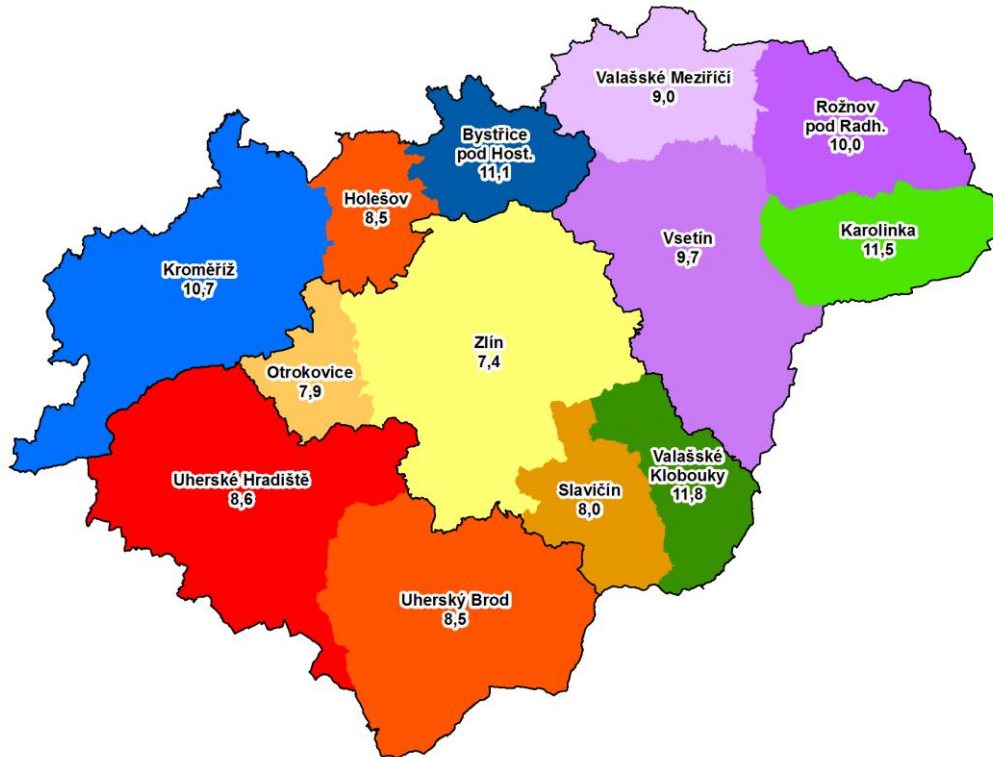 Valašské Meziříčí
9,0
Rožnov
pod Radh.
10,0
Bystřice
pod Host.
11,1
Holešov
8,5
Karolinka
11,5
Vsetín
9,7
Kroměříž
10,7
Zlín
7,4
Otrokovice
7,9
Valašské
Klobouky
11,8
Uherské Hradiště
8,6
Slavičín
8,0
Uherský Brod
8,5